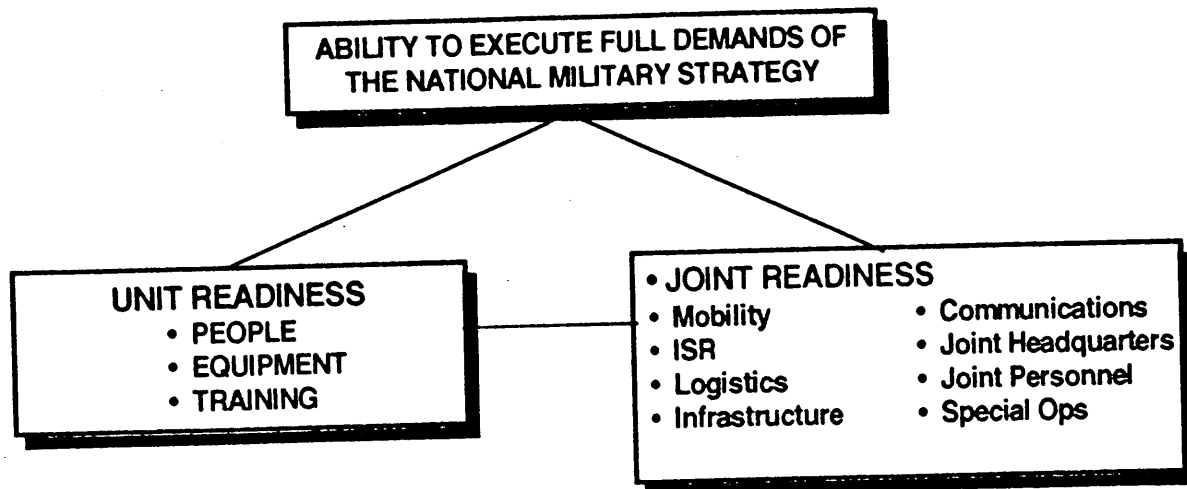 ABILITY TO EXECUTE FULL DEMANDS OF
THE NATIONAL MILITARY STRATEGY
UNIT READINESS
• PEOPLE
• EQUIPMENT
• TRAINING
• JOINT READINESS
• Mobility
• ISR
• Logistics
• Infrastructure
• Communications
• Joint Headquarters
• Joint Personnel
• Special Ops